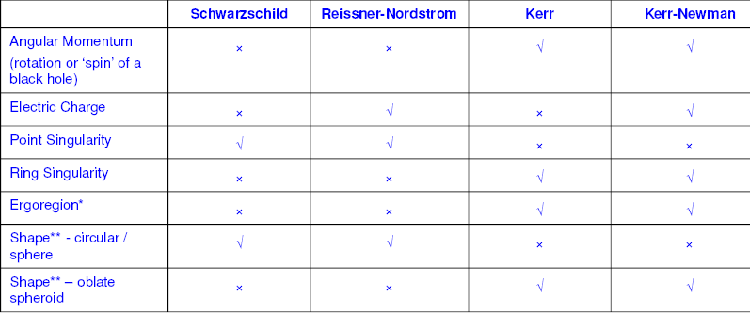 Schwarzschild Reissner-Nordstrom Kerr Kerr-Newman
Angular Momentum × × √ √
(rotation or ‘spin’ of a
black hole)
Electric Charge × √ × √
Point Singularity √ √ × ×
Ring Singularity × × √ √
Ergoregion* × × √ √
Shape** - circular / √ √ × ×
sphere
Shape** – oblate × × √ √
spheroid